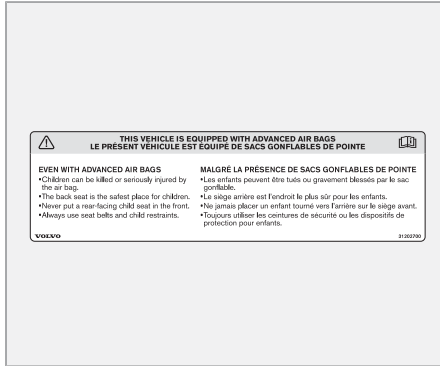 THIS VEHICLE IS EQUIPPED WITH ADVANCED AIR BAGS
LE PRÉSENT VÉHICULE EST ÉQUIPÉ DE SACS GONFLABLES DE POINTE
EVEN WITH ADVANCED AIR BAGS
•Children can be killed or seriously injured by
the air bag.
•The back seat is the safest place for children.
•Never put a rear-facing child seat in the front.
•Always use seat belts and child restraints.
MALGRÉ LA PRÉSENCE DE SACS GONFLABLES DE POINTE
•Les enfants peuvent être tués ou gravement blessés par le sac
gonflable.
•Le siège arrière est l'endroit le plus sûr pour les enfants.
•Ne jamais placer un enfant tourné vers l'arrière sur le siège avant.
•Toujours utiliser les ceintures de sécurité ou les dispositifs de
protection pour enfants.
VOLVO
31202700